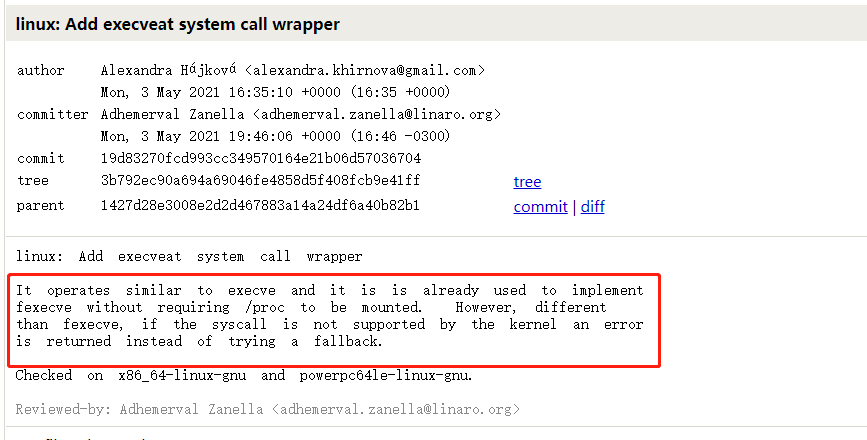 linux: Add execveat system call wrapper
author Alexandra Hájková <alexandra.khirnova@gmail.com>
Mon, 3 May 2021 16:35:10 +0000 (16:35 +0000)
committer Adhemerval Zanella <adhemerval.zanella@linaro.org>
Mon, 3 May 2021 19:46:06 +0000 (16:46 -0300)
commit 19d83270fcd993cc349570164e21b06d57036704
tree 3b792ec90a694a69046fe4858d5f408fcb9e41ff tree
parent 1427d28e3008e2d2d467883a14a24df6a40b82b1 commit | diff
linux: Add execveat system call wrapper
It operates similar to execve and it is is already used to implement
fexecve without requiring /proc to be mounted. However, different
than fexecve, if the syscall is not supported by the kernel an error
is returned instead of trying a fallback.
Checked on x86_64-linux-gnu and powerpc64le-linux-gnu.
Reviewed-by: Adhemerval Zanella <adhemerval.zanella@linaro.org>